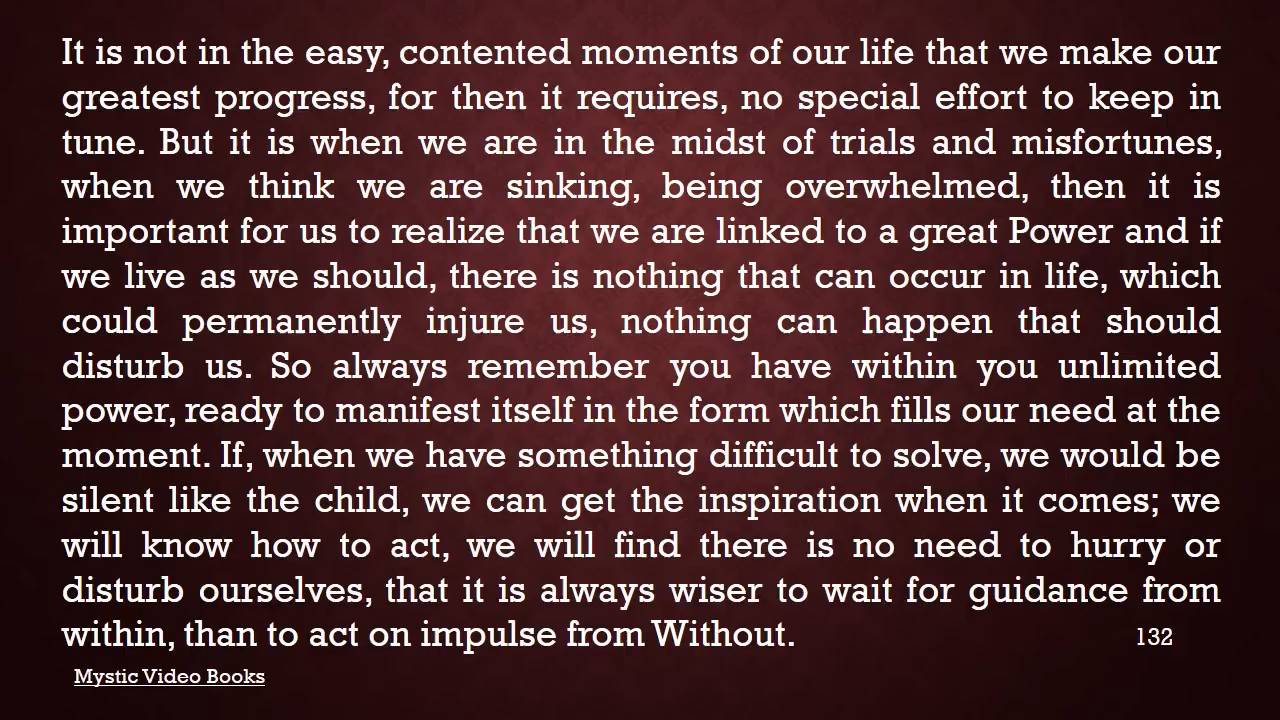 It is not in the easy, contented moments of our life that we make our
greatest progress, for then it requires, no special effort to keep in
tune. But it is when we are in the midst of trials and misfortunes,
when we think we are sinking, being overwhelmed, then it is
important for us to realize that we are linked to a great Power and if
we live as we should, there is nothing that can occur in life, which
could permanently injure us, nothing can happen that should
disturb us. So always remember you have within you unlimited
power, ready to manifest itself in the form which fills our need at the
moment. If, when we have something difficult to solve, we would be
silent like the child, we can get the inspiration when it comes; we
will know how to act, we will find there is no need to hurry or
disturb ourselves, that it is always wiser to wait for guidance from
within, than to act on impulse from Without. 132
Mystic Video Books